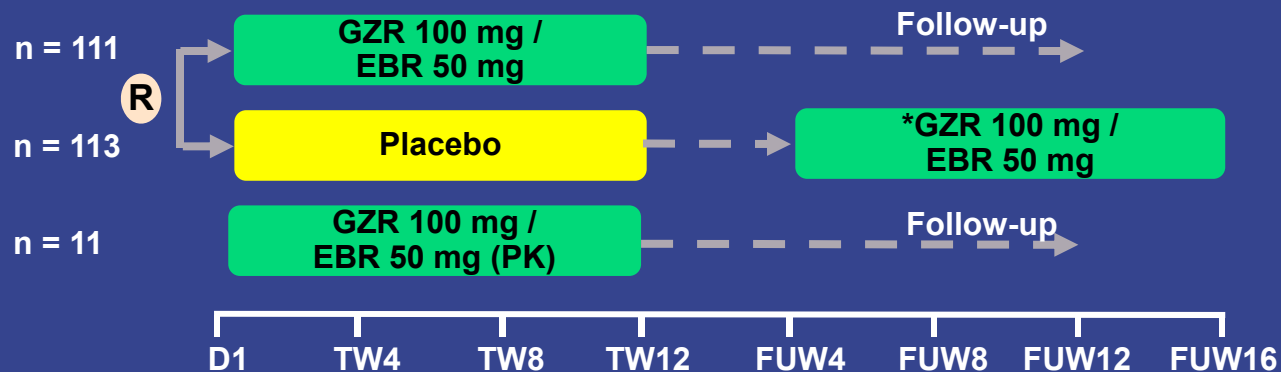 n = 111
GZR 100 mg /
EBR 50 mg
Follow-up
R
n = 113
Placebo
*GZR 100 mg /
EBR 50 mg
n = 11
GZR 100 mg /
EBR 50 mg (PK)
Follow-up
D1 TW4 TW8 TW12 FUW4 FUW8 FUW12 FUW16